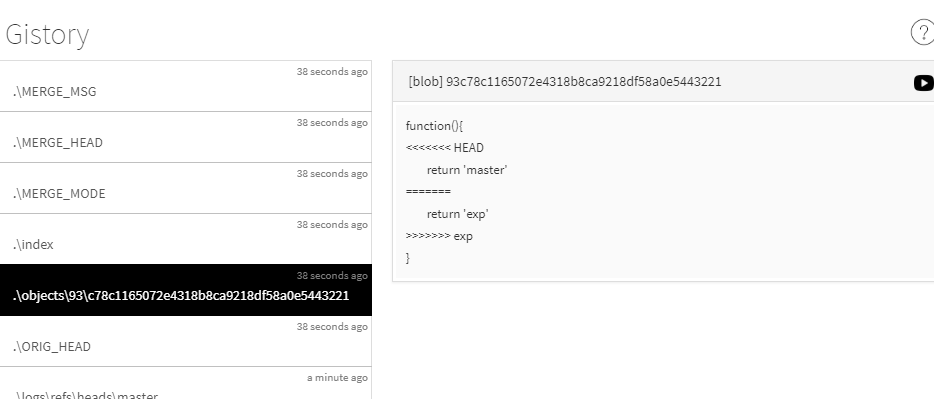 Gistory
?
38 seconds ago
.\MERGE_MSG
38 seconds ago
.\MERGE_HEAD
38 seconds ago
.\MERGE_MODE
38 seconds ago
.\index
38 seconds ago
.\objects\93\c78c1165072e4318b8ca9218df58a0e5443221
38 seconds ago
.\ORIG_HEAD
a minute ago
.\logs\refs\heads\master
[blob] 93c78c1165072e4318b8ca9218df58a0e5443221
function(){
<<<<<<< HEAD
return 'master'
=======
return 'exp'
>>>>>>> exp
}